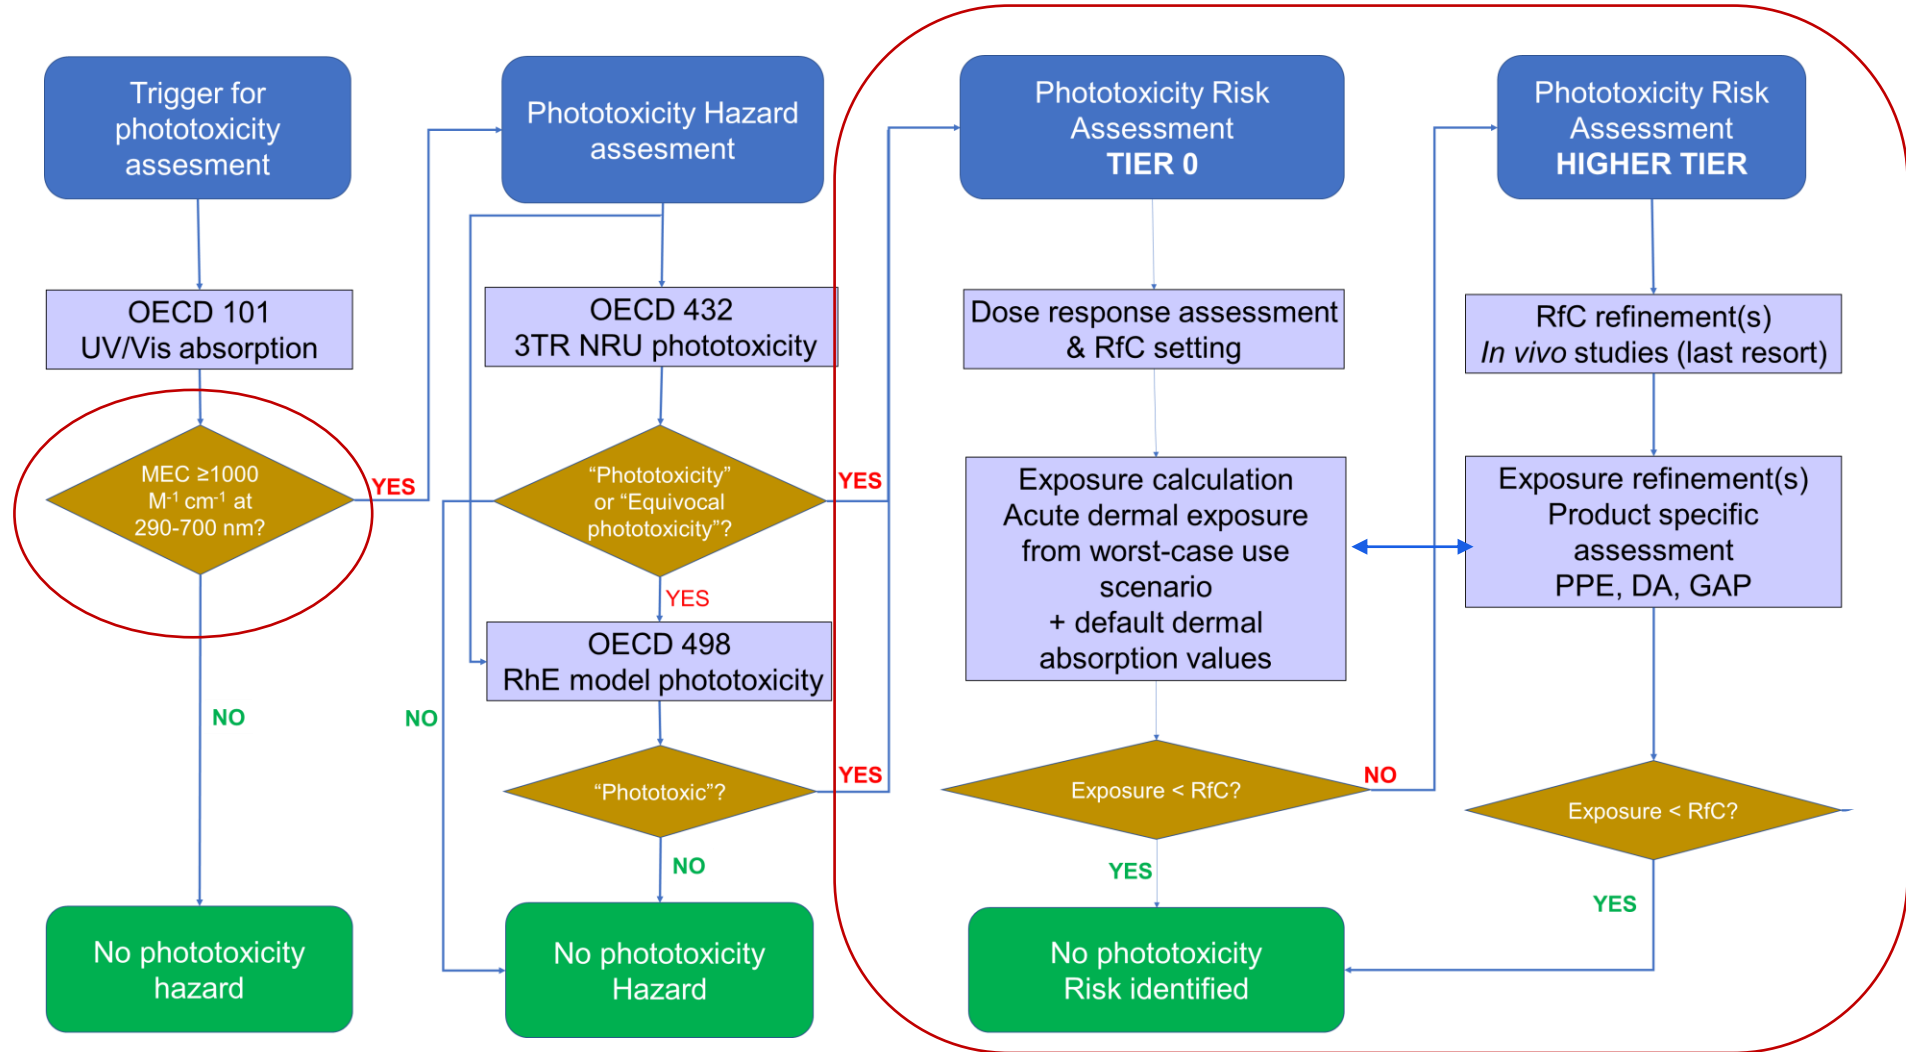 Trigger for
phototoxicity
assesment
OECD 101
UV/Vis absorption
MEC ≥1000
M⁻¹ cm⁻¹ at
290-700 nm?
YES
NO
No phototoxicity
hazard
Phototoxicity Hazard
assesment
OECD 432
3TR NRU phototoxicity
“Phototoxicity”
or “Equivocal
phototoxicity”?
YES
YES
NO
OECD 498
RhE model phototoxicity
“Phototoxic”?
YES
NO
No phototoxicity
Hazard
Phototoxicity Risk
Assessment
TIER 0
Dose response assessment
& RfC setting
Exposure calculation
Acute dermal exposure
from worst-case use
scenario
+ default dermal
absorption values
Exposure < RfC?
NO
YES
No phototoxicity
Risk identified
Phototoxicity Risk
Assessment
HIGHER TIER
RfC refinement(s)
In vivo studies (last resort)
Exposure refinement(s)
Product specific
assessment
PPE, DA, GAP
Exposure < RfC?
YES